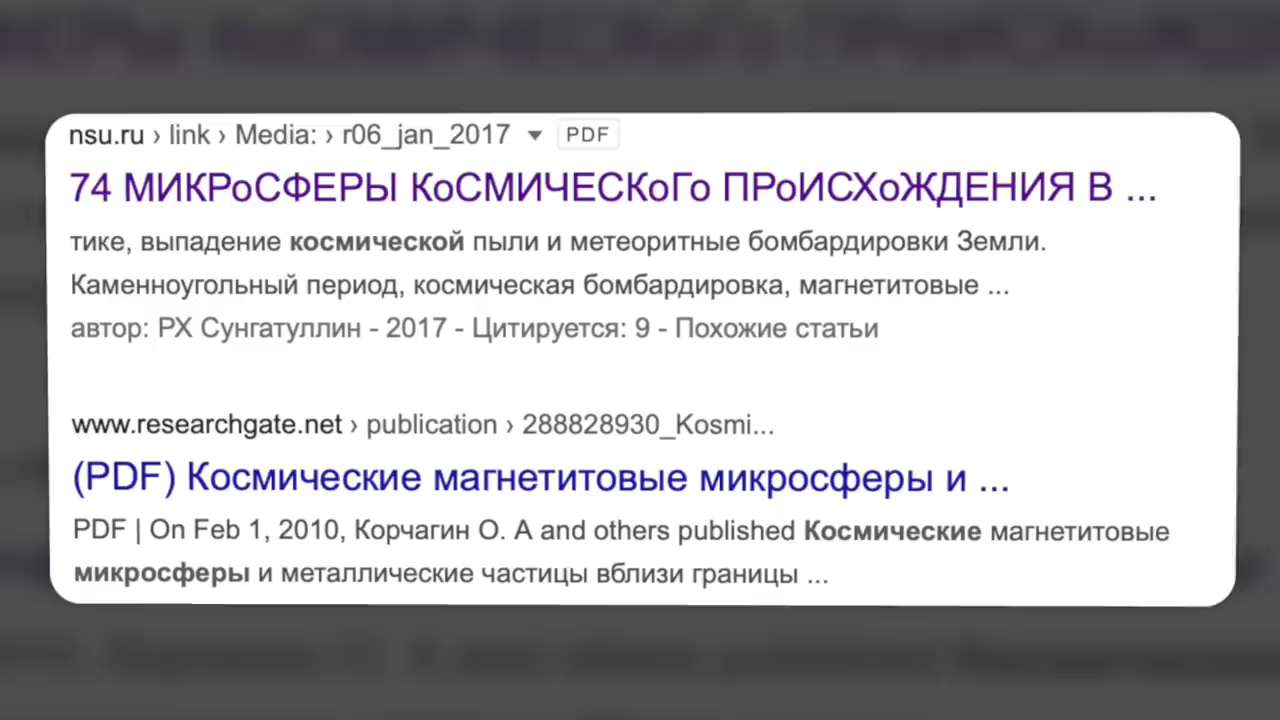 nsu.ru › link › Media: › r06_jan_2017 ▼ PDF
74 МИКРоСФЕРЫ КоСМИЧЕСКоГо ПРоИСХоЖДЕНИЯ В ...
тике, выпадение космической пыли и метеоритные бомбардировки Земли.
Каменноугольный период, космическая бомбардировка, магнетитовые ...
автор: РХ Сунгатуллин - 2017 - Цитируется: 9 - Похожие статьи
www.researchgate.net › publication › 288828930_Kosmi...
(PDF) Космические магнетитовые микросферы и ...
PDF | On Feb 1, 2010, Корчагин О. А and others published Космические магнетитовые
микросферы и металлические частицы вблизи границы ...